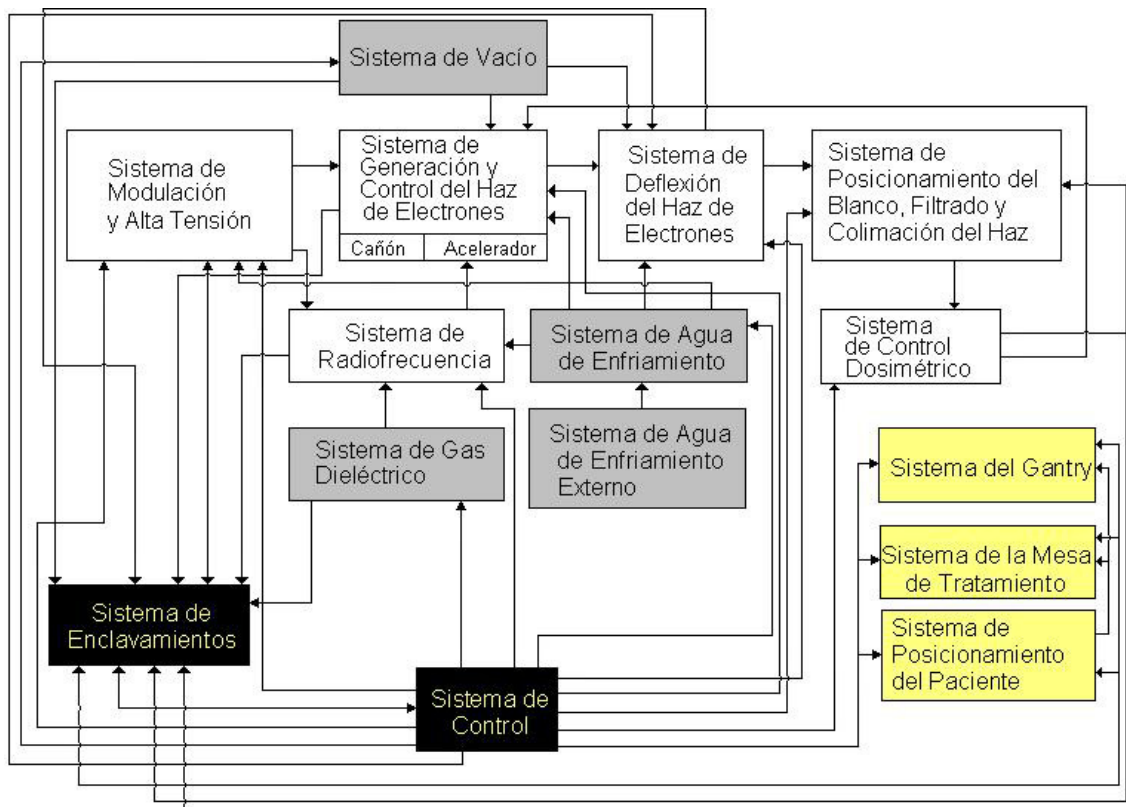 Sistema de Vacío
Sistema de
Modulación
y Alta Tensión
Sistema de
Generación y
Control del Haz
de Electrones
Cañón
Acelerador
Sistema de
Deflexión
del Haz de
Electrones
Sistema de
Posicionamiento del
Blanco, Filtrado y
Colimación del Haz
Sistema de
Radiofrecuencia
Sistema de Agua
de Enfriamiento
Sistema
de Control
Dosimétrico
Sistema de Gas
Dieléctrico
Sistema de Agua
de Enfriamiento
Externo
Sistema del Gantry
Sistema de la Mesa
de Tratamiento
Sistema de
Enclavamientos
Sistema de
Posicionamiento
del Paciente
Sistema de
Control